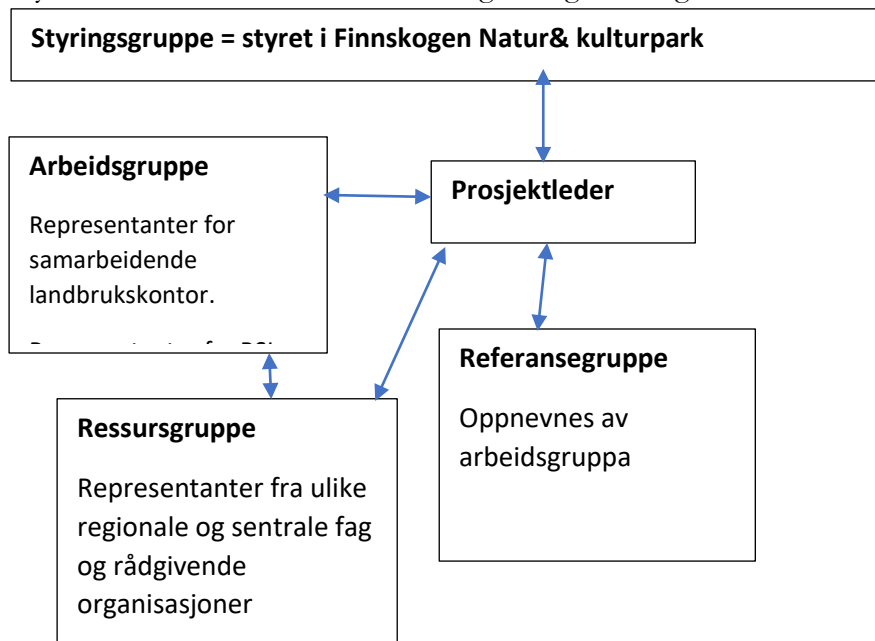 Styringsgruppe = styret i Finnskogen Natur& kulturpark
Arbeidsgruppe
Representanter for
samarbeidende
landbrukskontor.
Prosjektleder
Referansegruppe
Oppnevnes av
arbeidsgruppa
Ressursgruppe
Representanter fra ulike
regionale og sentrale fag
og rådgivende
organisasjoner